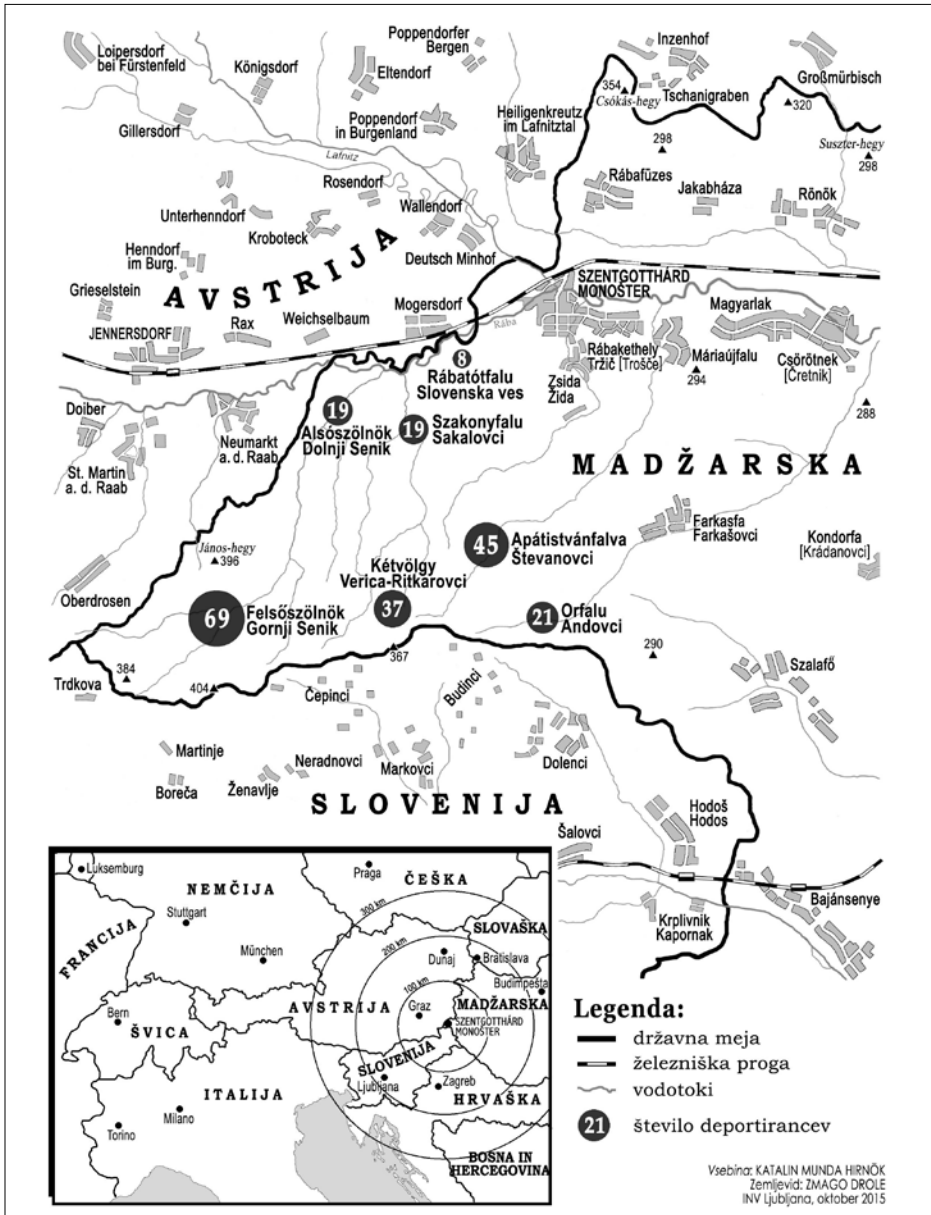 Loipersdorf
bei Fürstenfeld
Königsdorf
Gillersdorf
Poppendorfer
Bergen
Eltendorf
Poppendorf
in Burgenland
Lafnitz
Inzenhof
354
Csókás-hegy
Tschanigraben
Großmürbisch
320
Suszter-hegy
298
298
Heiligenkreutz
im Lafnitztal
Rábafüzes
Jakabháza
Rönök
Rosendorf
Wallendorf
Unterhenndorf
Kroboteck
Deutsch Minhof
Henndorf
im Burg.
AVSTRIJA
Grieselstein
JENNERSDORF
Rax
Weichselbaum
Mogersdorf
SZENTGOTTHÁRD
MONOŠTER
Rába
Magyarlak
8
Rábatótfalu
Slovenska ves
Rábakethely
Tržič [Trošče]
Máriaújfalu
294
Csörötnek
[Čretnik]
Zsida
Žida
288
Doiber
St. Martin
a. d. Raab
Neumarkt
a. d. Raab
19
Alsószölnök
Dolnji Senik
19
Szakonyfalu
Sakalovci
MADŽARSKA
János-hegy
396
Oberdrosen
45
Apátistvánfalva
Števanovci
Farkasfa
Farkašovci
Kondorfa
[Krádanovci]
Kétvölgy
Verica-Ritkarovci
37
69
Felsőszölnök
Gornji Senik
21
Orfalu
Andovci
367
290
Szalafő
384
Trdkova
404
Čepinci
Budinci
Martinje
Boreča
Ženavlje
Neradnovci
Markovci
Dolenci
SLOVENIJA
Hodoš
Hodos
Šalovci
Krplivnik
Kapornak
Bajánsenye
Luksemburg
Praga
NEMČIJA
ČEŠKA
300 km
Stuttgart
SLOVAŠKA
FRANCIJA
München
200 km
Dunaj
Bratislava
Budimpešta
100 km
AVSTRIJA
MADŽARSKA
Bern
Graz
SZENTGOTTHÁRD
MONOŠTER
ŠVICA
SLOVENIJA
Ljubljana
Zagreb
ITALIJA
HRVAŠKA
Milano
Torino
BOSNA IN
HERCEGOVINA
Legenda:
državna meja
železniška proga
vodotoki
21
število deportirancev
Vsebina: KATALIN MUNDA HIRNÖK
Zemljevid: ZMAGO DROLE
INV Ljubljana, oktober 2015